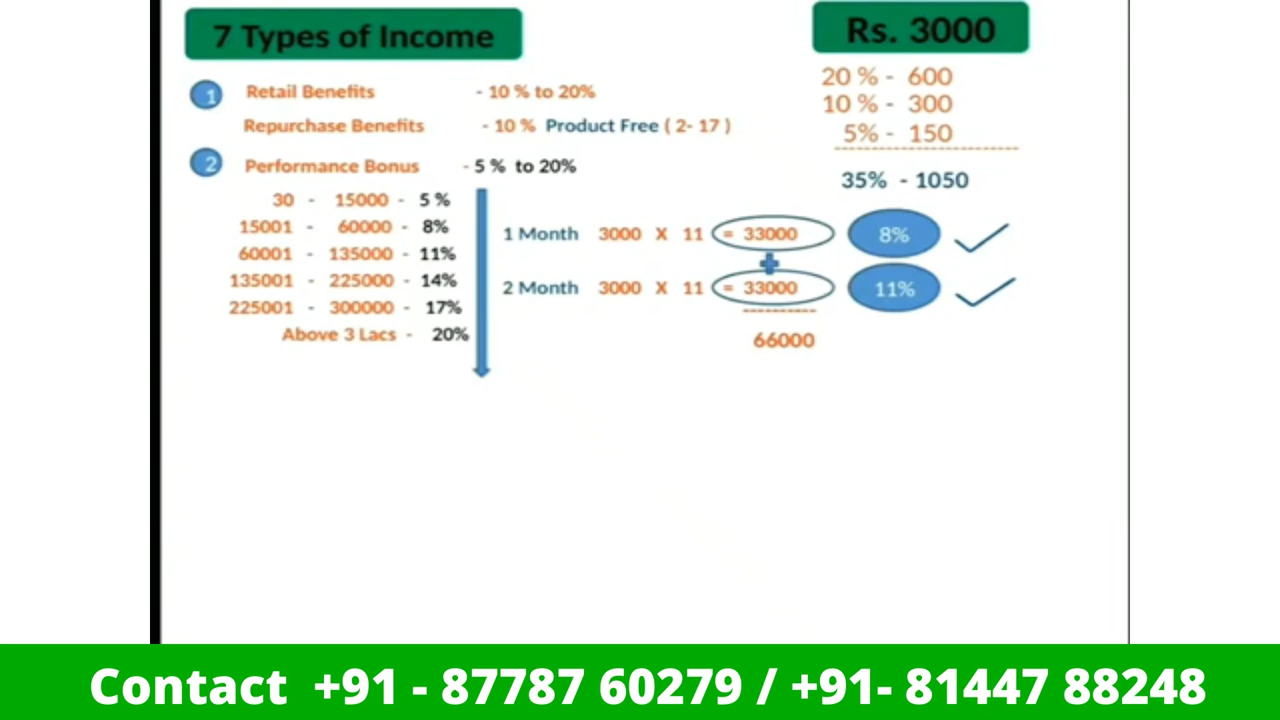 7 Types of Income
Rs. 3000
1 Retail Benefits - 10 % to 20%
Repurchase Benefits - 10 % Product Free ( 2- 17 )
2 Performance Bonus - 5 % to 20%
30 - 15000 - 5 %
15001 - 60000 - 8%
60001 - 135000 - 11%
135001 - 225000 - 14%
225001 - 300000 - 17%
Above 3 Lacs - 20%
20 % - 600
10 % - 300
5% - 150
35% - 1050
1 Month 3000 X 11 = 33000 8%
+
2 Month 3000 X 11 = 33000 11%
66000
Contact +91 - 87787 60279 / +91- 81447 88248